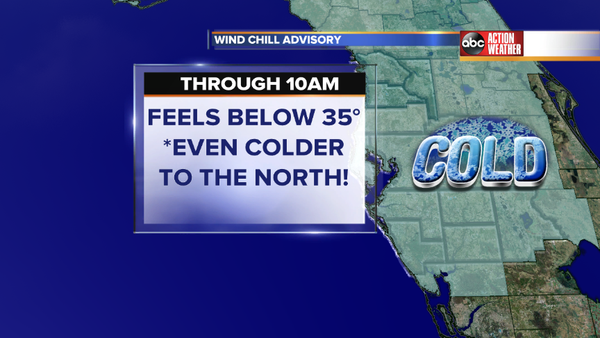 WIND CHILL ADVISORY
abc ACTION WEATHER
THROUGH 10AM
FEELS BELOW 35°
*EVEN COLDER
TO THE NORTH!
COLD